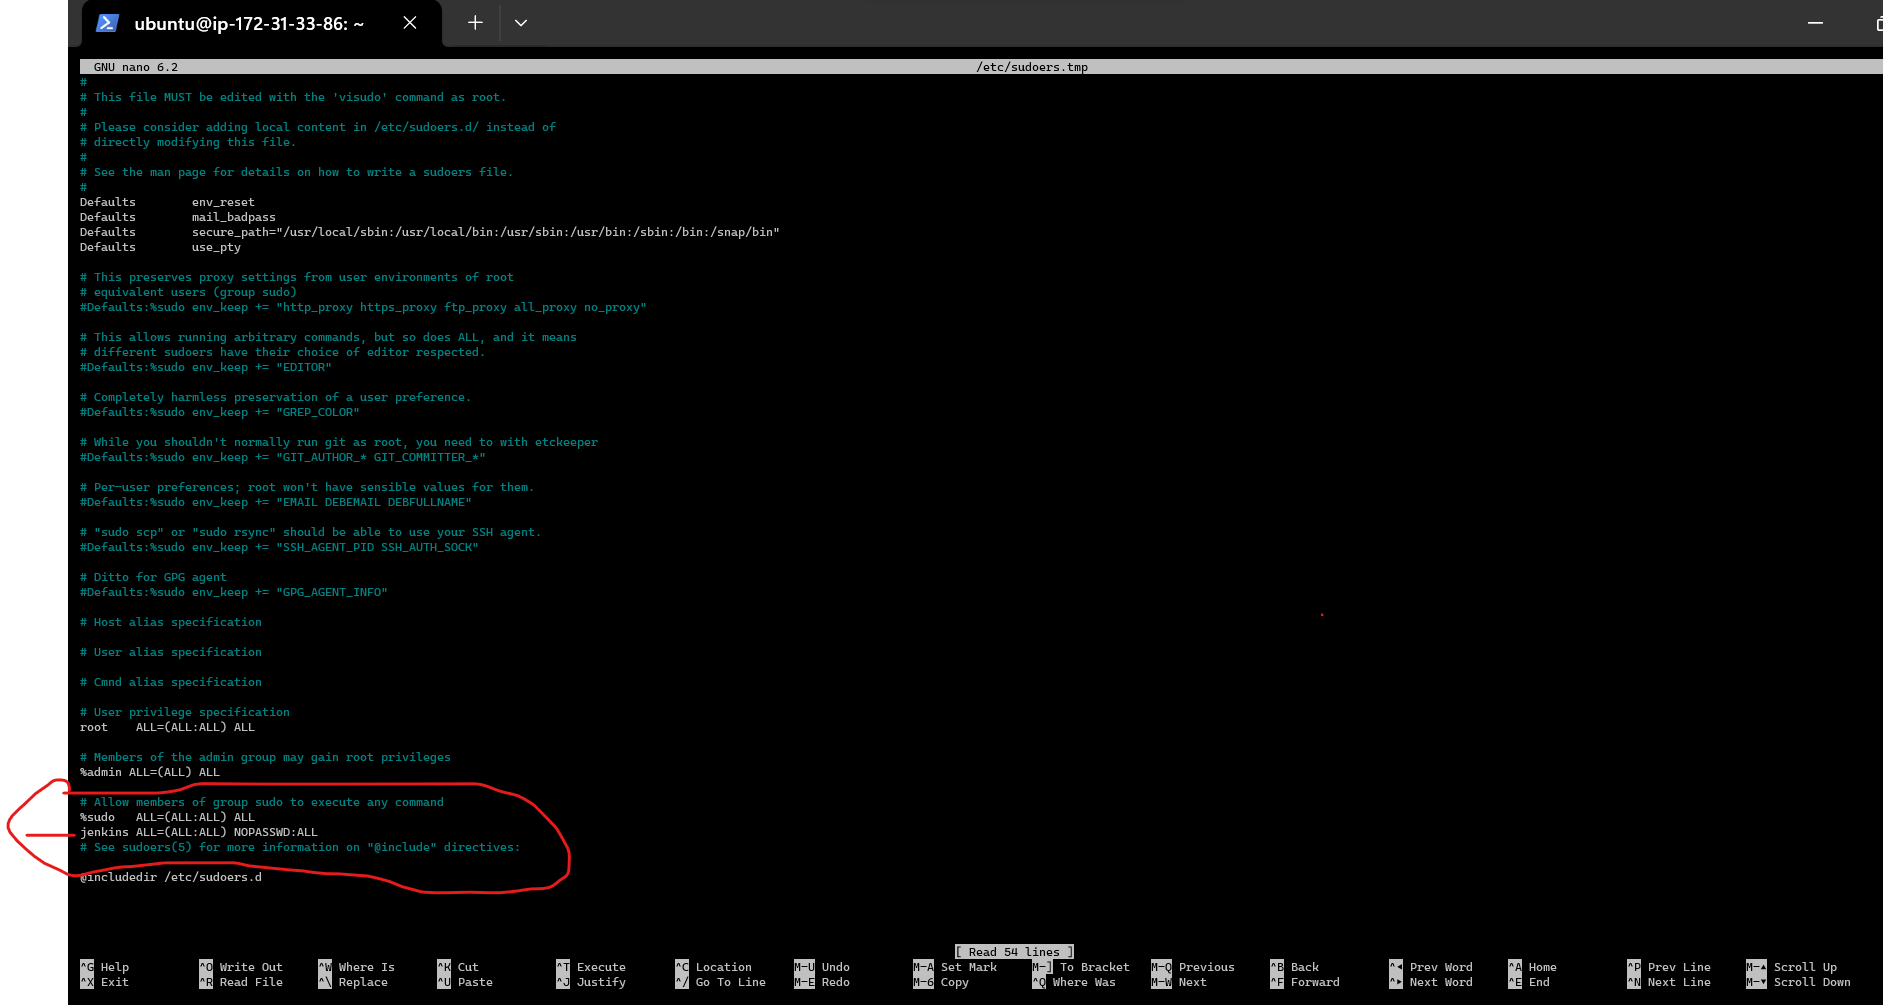 ubuntu@ip-172-31-33-86: ~
GNU nano 6.2 /etc/sudoers.tmp
#
# This file MUST be edited with the 'visudo' command as root.
#
# Please consider adding local content in /etc/sudoers.d/ instead of
# directly modifying this file.
#
# See the man page for details on how to write a sudoers file.
#
Defaults        env_reset
Defaults        mail_badpass
Defaults        secure_path="/usr/local/sbin:/usr/local/bin:/usr/sbin:/usr/bin:/sbin:/bin:/snap/bin"
Defaults        use_pty
# This preserves proxy settings from user environments of root
# equivalent users (group sudo)
#Defaults:%sudo env_keep += "http_proxy https_proxy ftp_proxy all_proxy no_proxy"
# This allows running arbitrary commands, but so does ALL, and it means
# different sudoers have their choice of editor respected.
#Defaults:%sudo env_keep += "EDITOR"
# Completely harmless preservation of a user preference.
#Defaults:%sudo env_keep += "GREP_COLOR"
# While you shouldn't normally run git as root, you need to with etckeeper
#Defaults:%sudo env_keep += "GIT_AUTHOR_* GIT_COMMITTER_*"
# Per-user preferences; root won't have sensible values for them.
#Defaults:%sudo env_keep += "EMAIL DEBEMAIL DEBFULLNAME"
# "sudo scp" or "sudo rsync" should be able to use your SSH agent.
#Defaults:%sudo env_keep += "SSH_AGENT_PID SSH_AUTH_SOCK"
# Ditto for GPG agent
#Defaults:%sudo env_keep += "GPG_AGENT_INFO"
# Host alias specification
# User alias specification
# Cmnd alias specification
# User privilege specification
root    ALL=(ALL:ALL) ALL
# Members of the admin group may gain root privileges
%admin ALL=(ALL) ALL
# Allow members of group sudo to execute any command
%sudo   ALL=(ALL:ALL) ALL
jenkins ALL=(ALL:ALL) NOPASSWD:ALL
# See sudoers(5) for more information on "@include" directives:
@includedir /etc/sudoers.d
[ Read 54 lines ]
^G Help ^O Write Out ^W Where Is ^K Cut ^T Execute ^C Location M-U Undo M-A Set Mark M-] To Bracket M-Q Previous ^B Back ^◂ Prev Word ^A Home ^P Prev Line M-▴ Scroll Up
^X Exit ^R Read File ^\ Replace ^U Paste ^J Justify ^/ Go To Line M-E Redo M-6 Copy ^Q Where Was M-W Next ^F Forward ^▸ Next Word ^E End ^N Next Line M-▾ Scroll Down